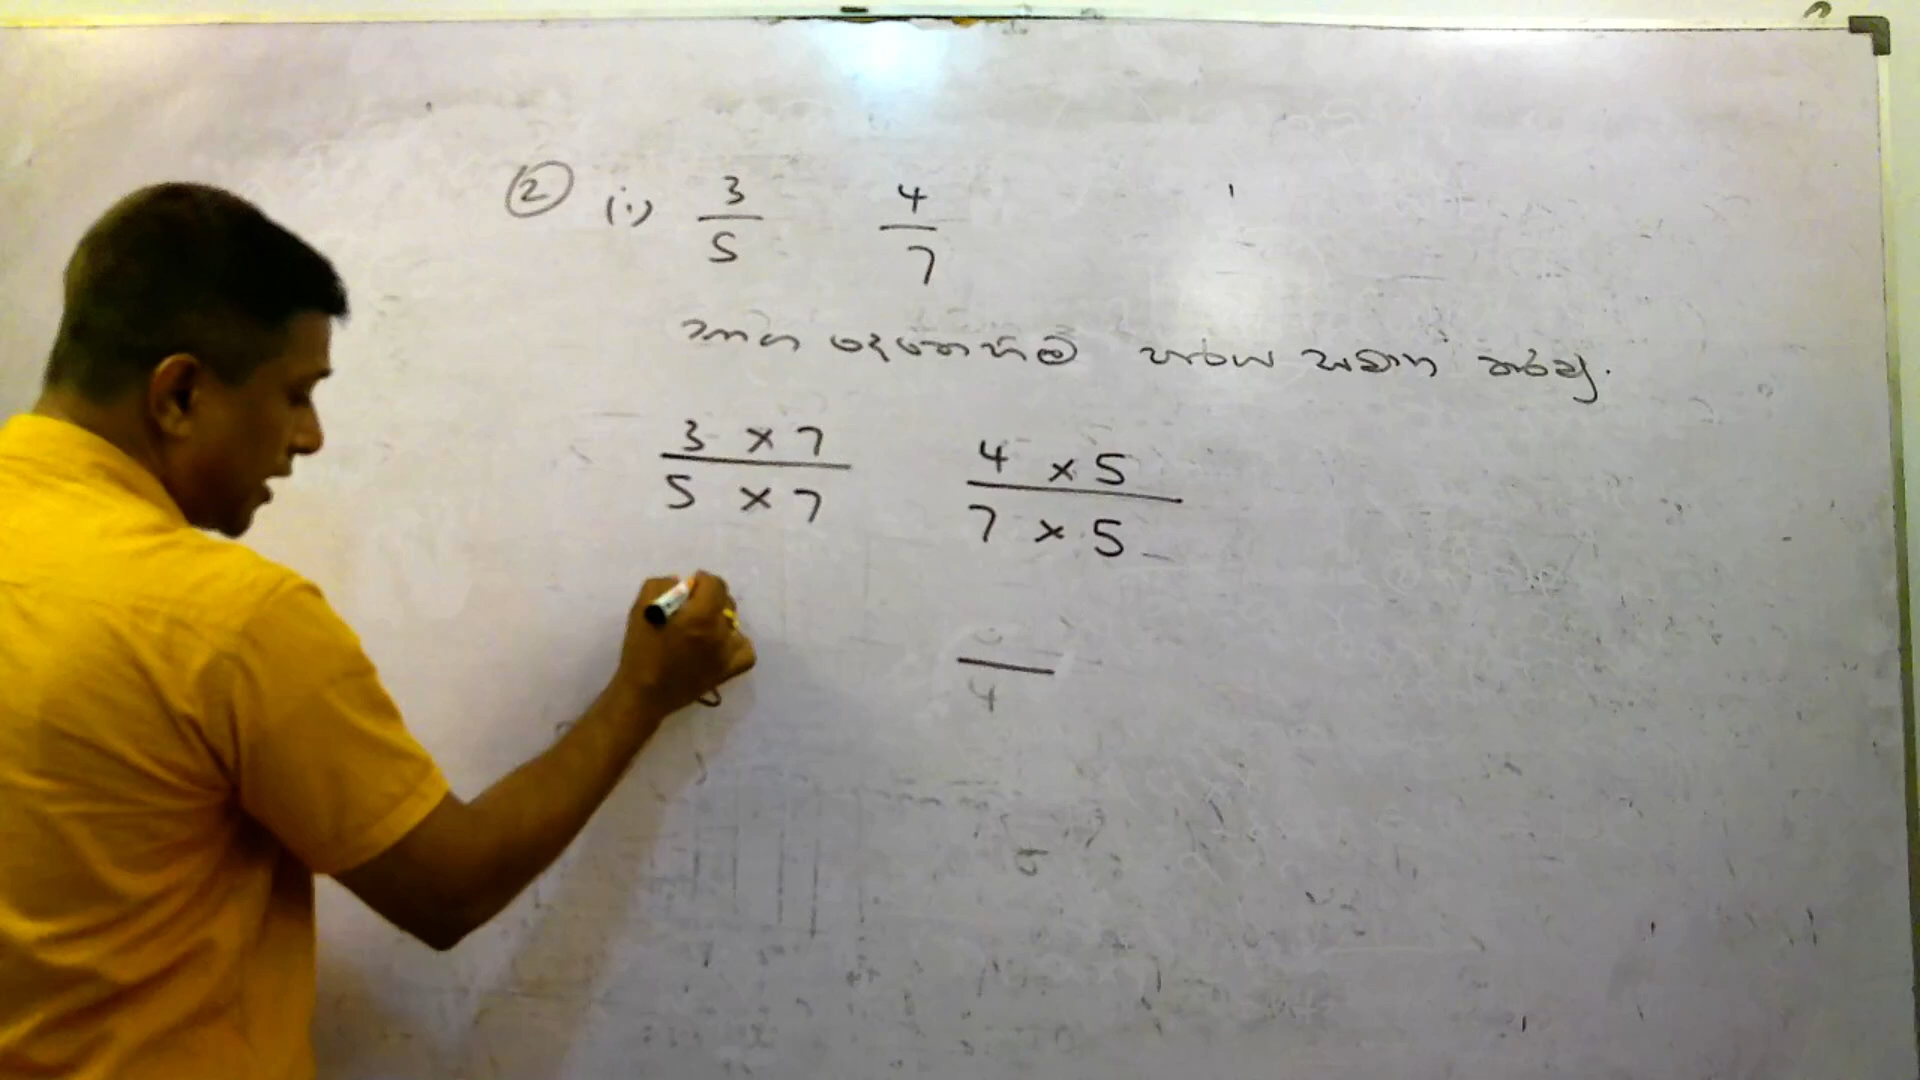 ② (i) 3/5 4/7
භාග දෙකෙහිම හරය සමාන කරමු.
3 × 7 / 5 × 7 4 × 5 / 7 × 5